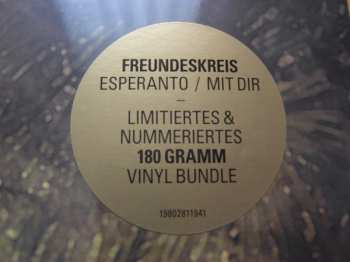 FREUNDESKREIS
ESPERANTO / MIT DIR
–
LIMITIERTES &
NUMMERIERTES
180 GRAMM
VINYL BUNDLE
19802811941